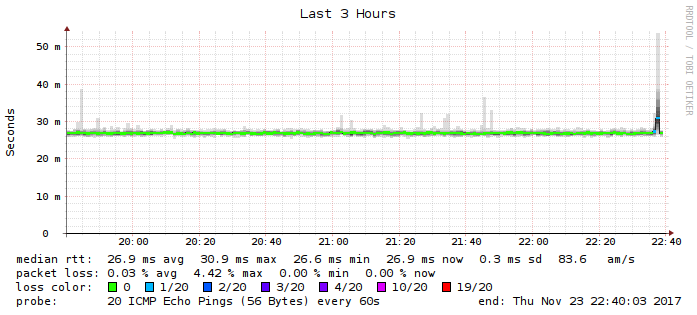 Last 3 Hours
RRDTOOL / TOBI OETIKER
Seconds
50 m
40 m
30 m
20 m
10 m
0
20:00 20:20 20:40 21:00 21:20 21:40 22:00 22:20 22:40
median rtt: 26.9 ms avg 30.9 ms max 26.6 ms min 26.9 ms now 0.3 ms sd 83.6 am/s
packet loss: 0.03 % avg 4.42 % max 0.00 % min 0.00 % now
loss color: 0 1/20 2/20 3/20 4/20 10/20 19/20
probe: 20 ICMP Echo Pings (56 Bytes) every 60s end: Thu Nov 23 22:40:03 2017